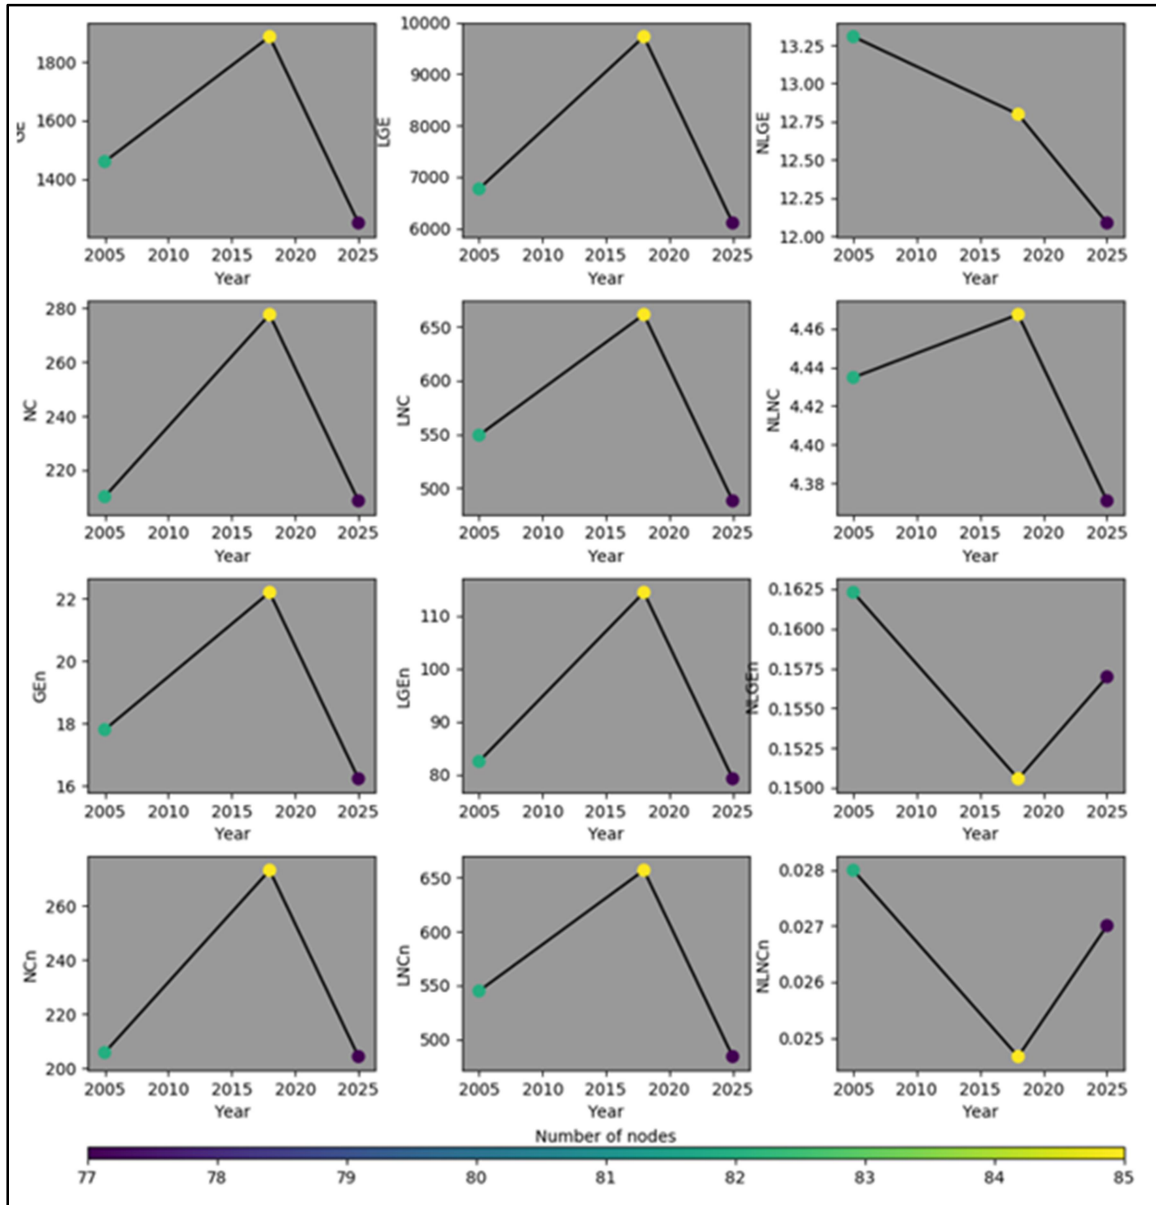 GE
1800
1600
1400
2005 2010 2015 2020 2025
Year
LGE
10000
9000
8000
7000
6000
2005 2010 2015 2020 2025
Year
NLGE
13.25
13.00
12.75
12.50
12.25
12.00
2005 2010 2015 2020 2025
Year
NC
280
260
240
220
2005 2010 2015 2020 2025
Year
LNC
650
600
550
500
2005 2010 2015 2020 2025
Year
NLNC
4.46
4.44
4.42
4.40
4.38
2005 2010 2015 2020 2025
Year
GEn
22
20
18
16
2005 2010 2015 2020 2025
Year
LGEn
110
100
90
80
2005 2010 2015 2020 2025
Year
NLGEn
0.1625
0.1600
0.1575
0.1550
0.1525
0.1500
2005 2010 2015 2020 2025
Year
NCn
260
240
220
200
2005 2010 2015 2020 2025
Year
LNCn
650
600
550
500
2005 2010 2015 2020 2025
Year
NLNCn
0.028
0.027
0.026
0.025
2005 2010 2015 2020 2025
Year
Number of nodes
77 78 79 80 81 82 83 84 85